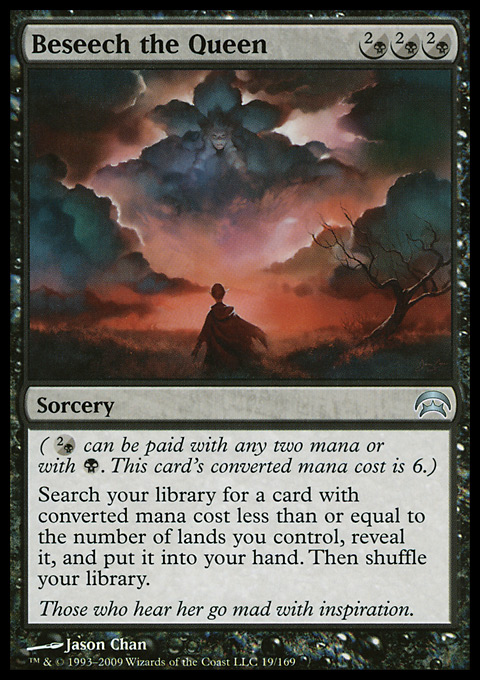 Beseech the Queen 2 2 2
Sorcery
( 2 can be paid with any two mana or
with . This card's converted mana cost is 6.)
Search your library for a card with
converted mana cost less than or equal to
the number of lands you control, reveal
it, and put it into your hand. Then shuffle
your library.
Those who hear her go mad with inspiration.
Jason Chan
™ & © 1993–2009 Wizards of the Coast LLC 19/169